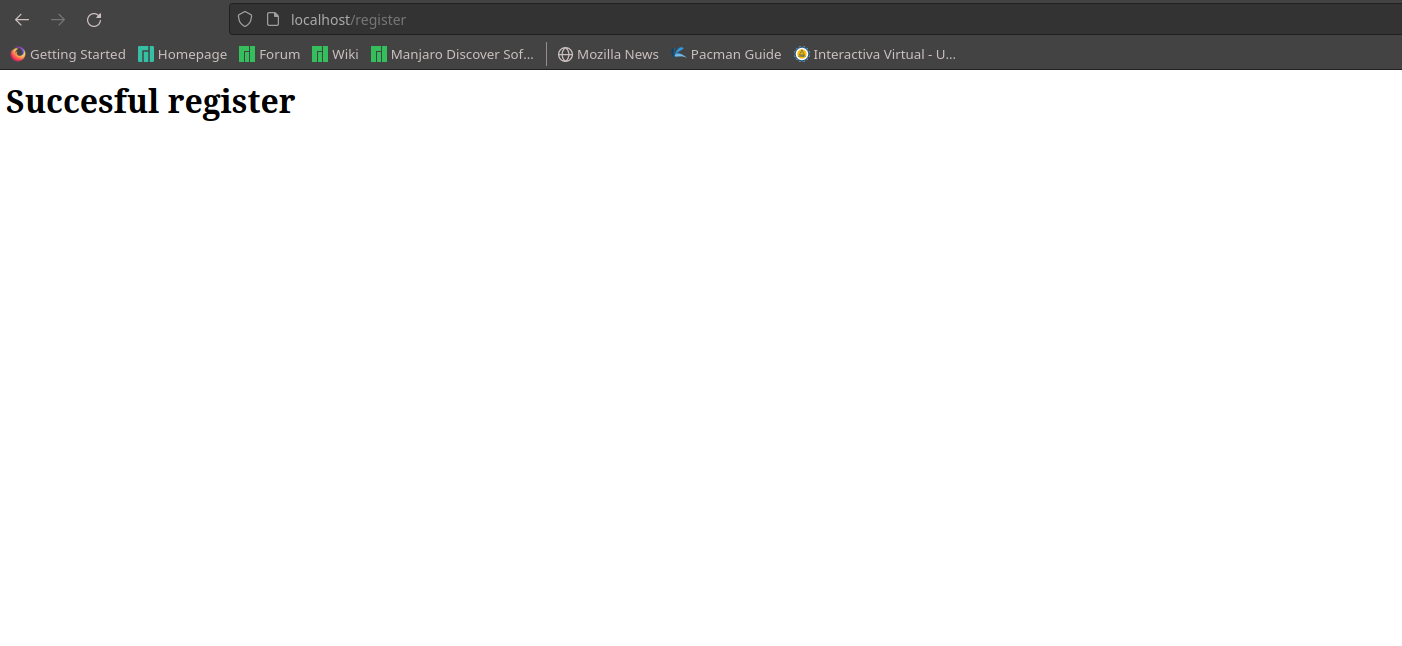 localhost/register
Getting Started Homepage Forum Wiki Manjaro Discover Sof... Mozilla News Pacman Guide Interactiva Virtual - U...
Succesful register